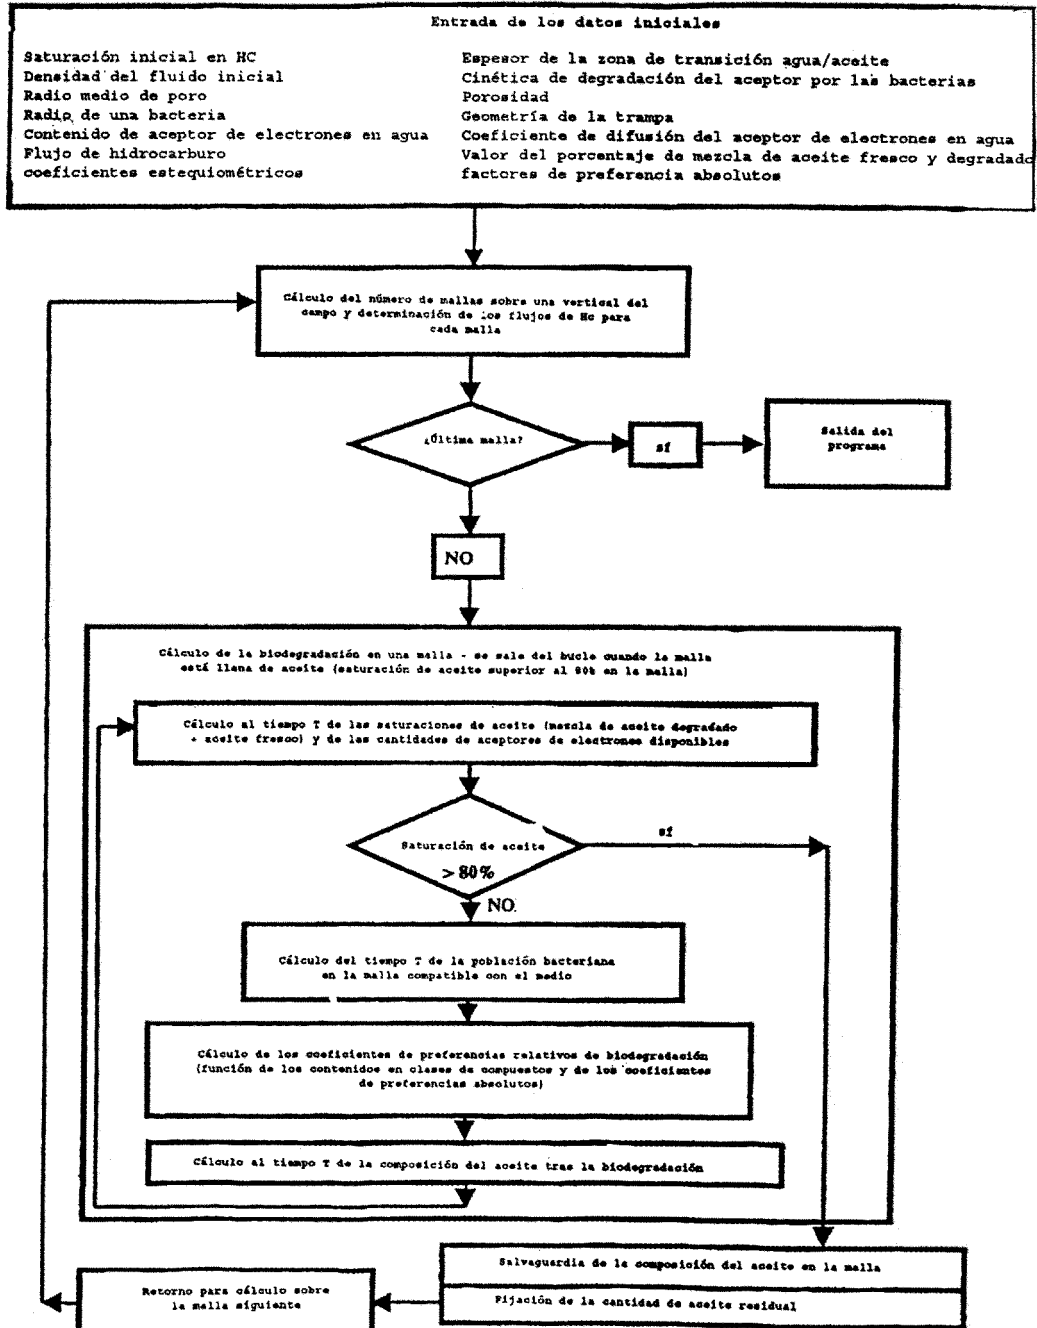 Entrada de los datos iniciales
Saturación inicial en HC
Densidad del fluido inicial
Radio medio de poro
Radio de una bacteria
Contenido de aceptor de electrones en agua
Flujo de hidrocarburo
coeficientes estequiométricos
Espesor de la zona de transición agua/aceite
Cinética de degradación del aceptor por las bacterias
Porosidad
Geometría de la trampa
Coeficiente de difusión del aceptor de electrones en agua
Valor del porcentaje de mezcla de aceite fresco y degradado
factores de preferencia absolutos
Cálculo del número de mallas sobre una vertical del
campo y determinación de los flujos de Hc para
cada malla
¿Última malla?
sí
Salida del
programa
NO
Cálculo de la biodegradación en una malla - se sale del bucle cuando la malla
está llena de aceite (saturación de aceite superior al 80% en la malla)
Cálculo al tiempo T de las saturaciones de aceite (mezcla de aceite degradado
+ aceite fresco) y de las cantidades de aceptores de electrones disponibles
Saturación de aceite
> 80%
sí
NO
Cálculo del tiempo T de la población bacteriana
en la malla compatible con el medio
Cálculo de los coeficientes de preferencias relativos de biodegradación
(función de los contenidos en clases de compuestos y de los coeficientes
de preferencias absolutos)
Cálculo al tiempo T de la composición del aceite tras la biodegradación
Salvaguardia de la composición del aceite en la malla
Fijación de la cantidad de aceite residual
Retorno para cálculo sobre
la malla siguiente